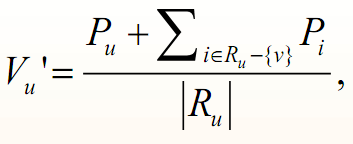 V_u' = \frac{P_u + \sum_{i \in R_u - \{v\}} P_i}{|R_u|},